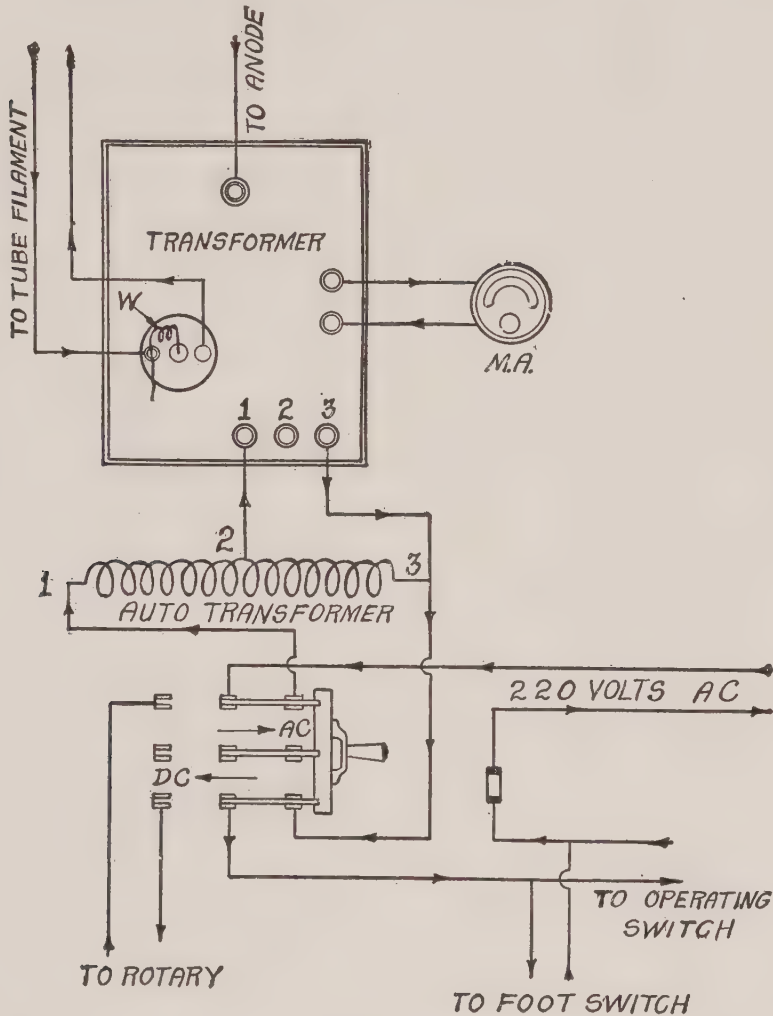 TO ANODE
TO TUBE FILAMENT
TRANSFORMER
W
M.A.
1 2 3
2
1
3
AUTO TRANSFORMER
220 VOLTS AC
AC
DC
TO OPERATING
SWITCH
TO ROTARY
TO FOOT SWITCH